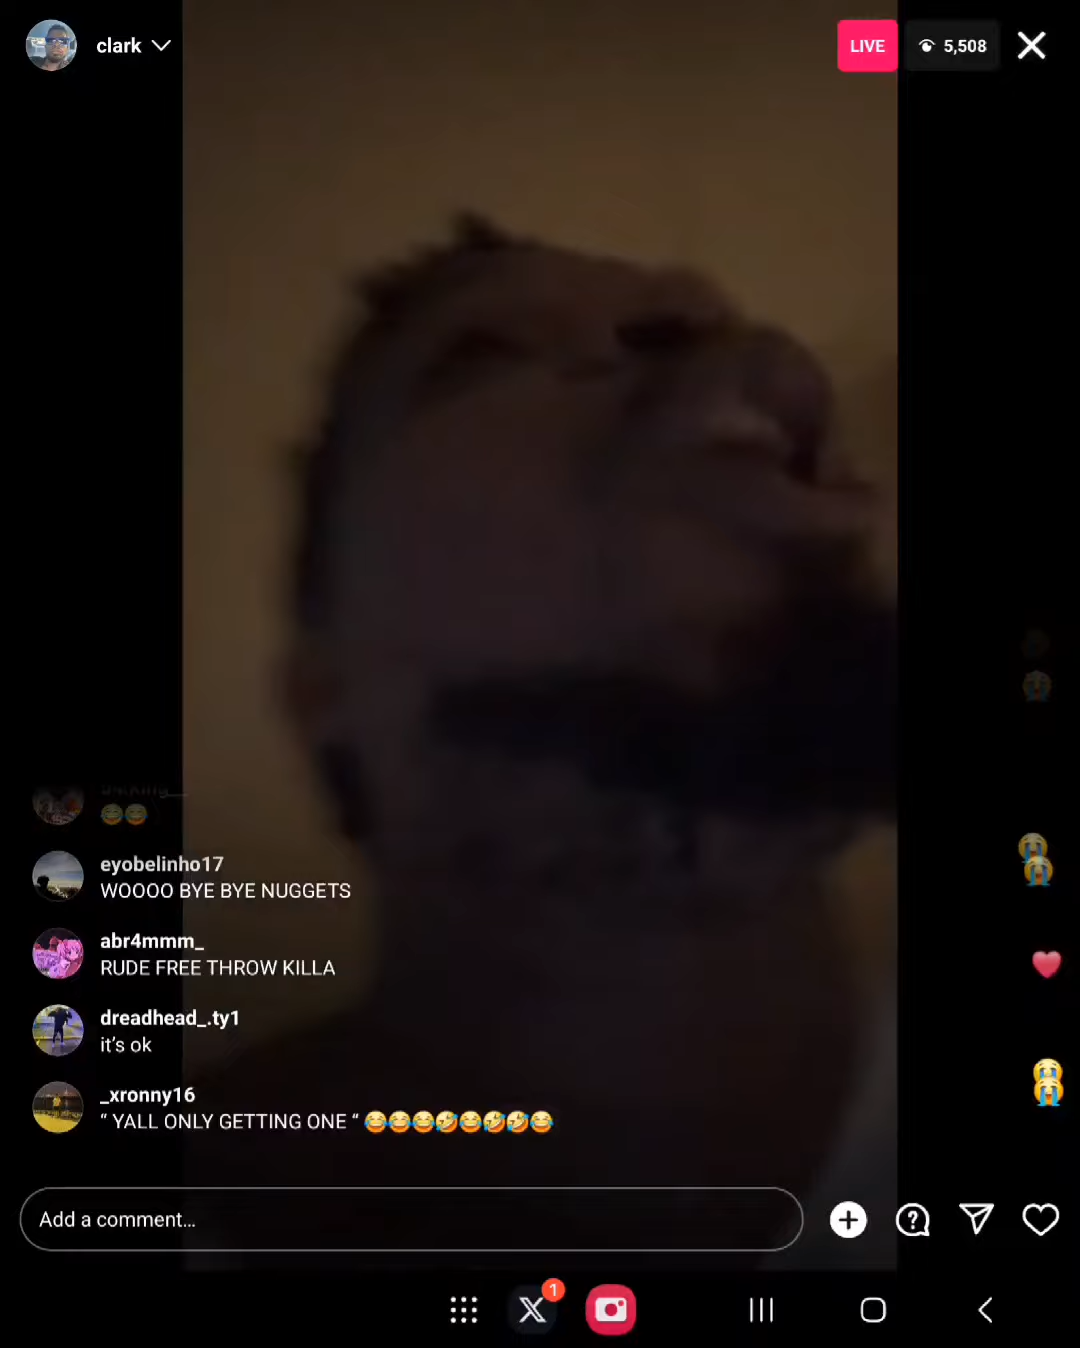 clark
LIVE
5,508
eyobelinho17
WOOOO BYE BYE NUGGETS
abr4mmm_
RUDE FREE THROW KILLA
dreadhead_.ty1
it's ok
_xronny16
“ YALL ONLY GETTING ONE “ 😂😂😂🤣😂🤣🤣😂
Add a comment...
1